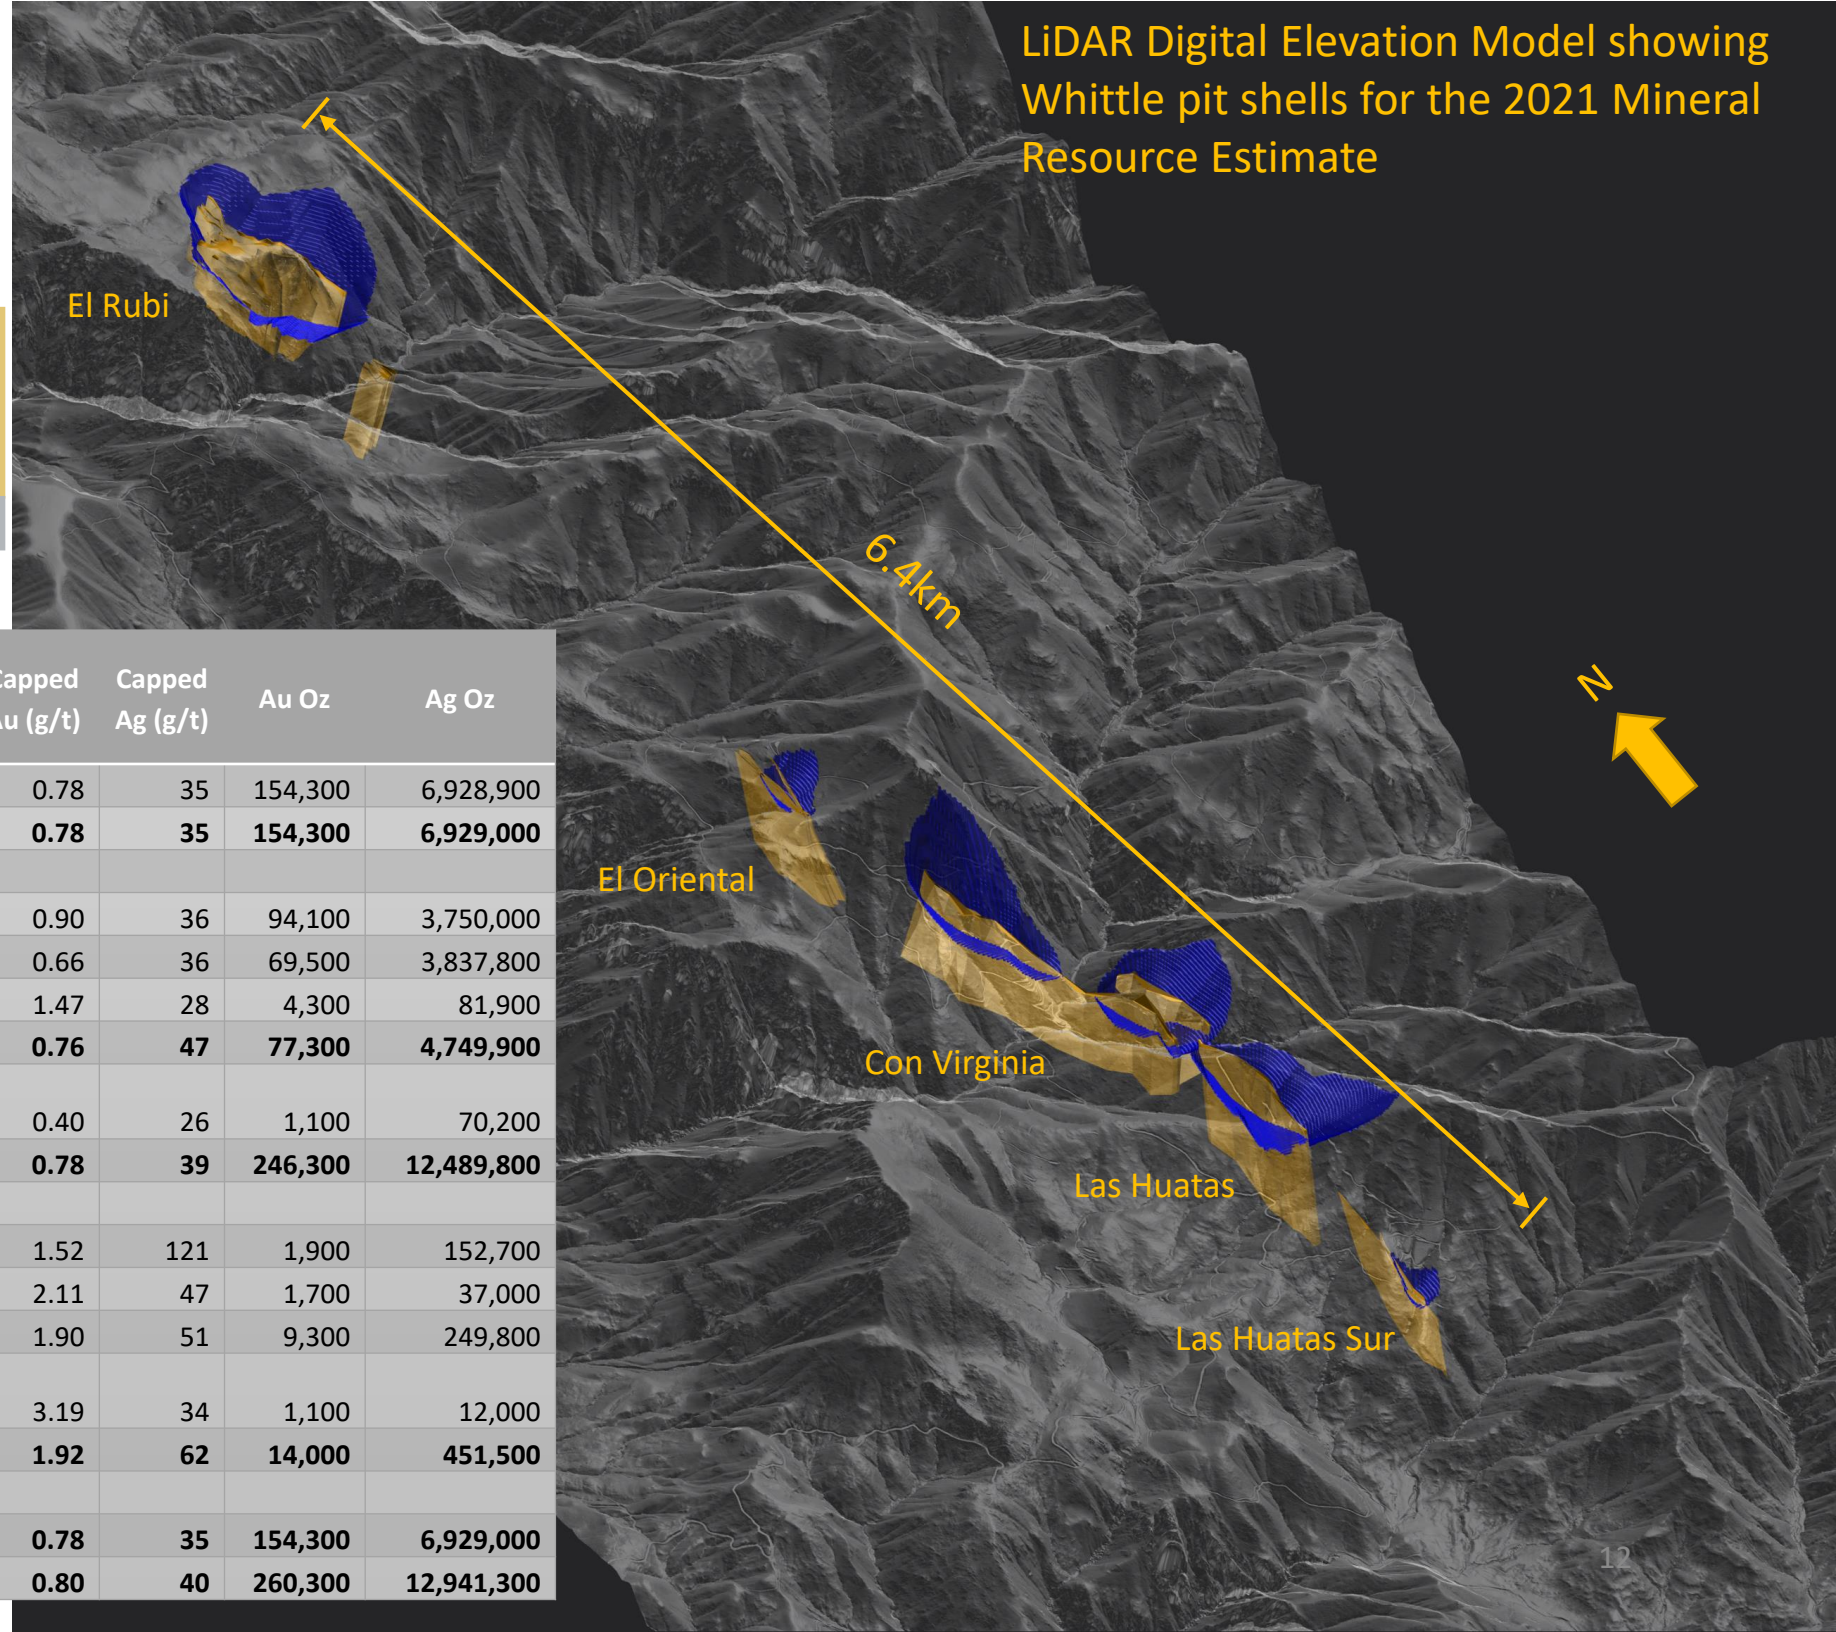 LiDAR Digital Elevation Model showing
Whittle pit shells for the 2021 Mineral
Resource Estimate
El Rubi
6.4km
N
El Oriental
Con Virginia
Las Huatas
Las Huatas Sur
Capped Au (g/t) Capped Ag (g/t) Au Oz Ag Oz
0.78 35 154,300 6,928,900
0.78 35 154,300 6,929,000
0.90 36 94,100 3,750,000
0.66 36 69,500 3,837,800
1.47 28 4,300 81,900
0.76 47 77,300 4,749,900
0.40 26 1,100 70,200
0.78 39 246,300 12,489,800
1.52 121 1,900 152,700
2.11 47 1,700 37,000
1.90 51 9,300 249,800
3.19 34 1,100 12,000
1.92 62 14,000 451,500
0.78 35 154,300 6,929,000
0.80 40 260,300 12,941,300
12